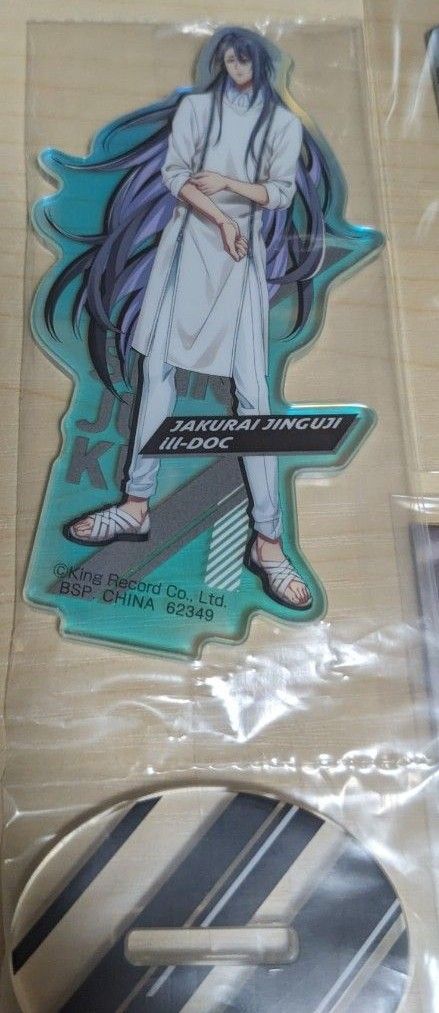 JAKURAI JINGUJI
ill-DOC
©King Record Co., Ltd.
BSP. CHINA 62349